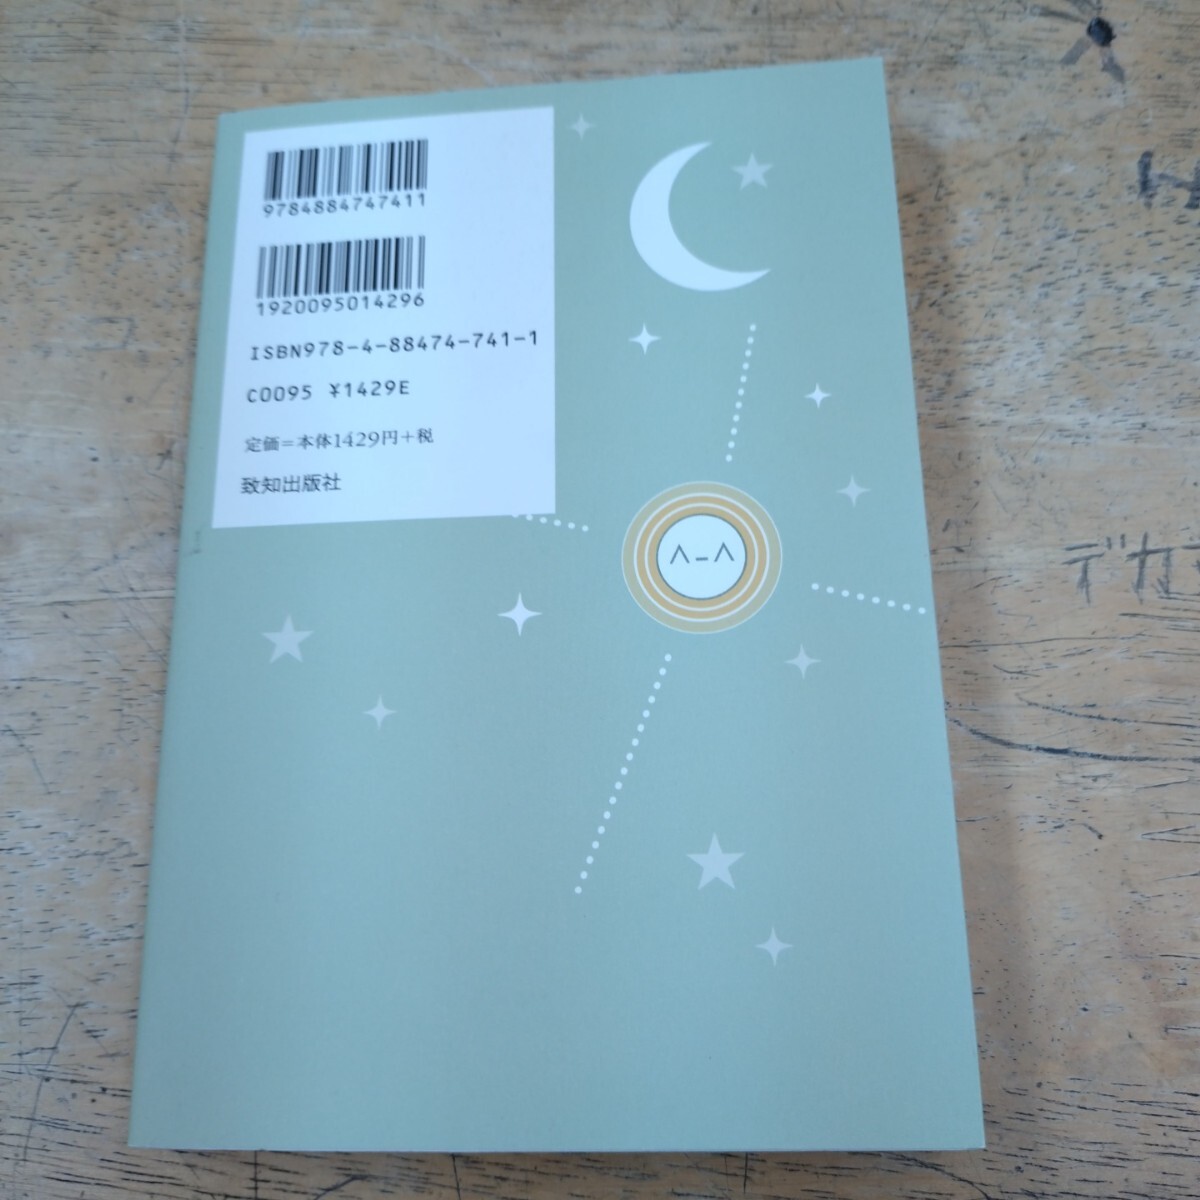 9784884747411
1920095014296
ISBN978-4-88474-741-1
C0095 ¥1429E
定価=本体1429円+税
致知出版社
^-^
デカ